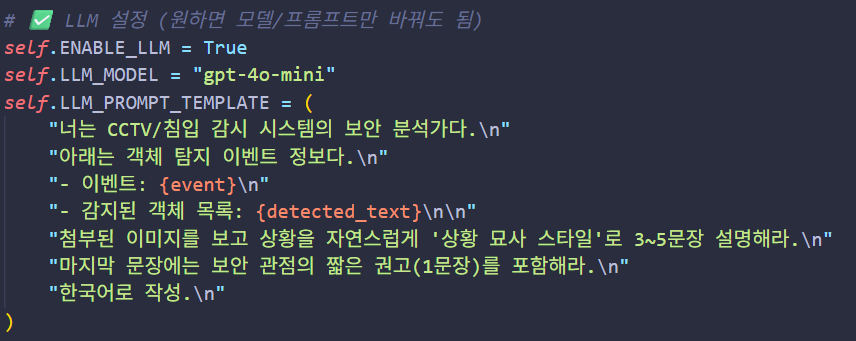 # ✅ LLM 설정 (원하면 모델/프롬프트만 바꿔도 됨)
self.ENABLE_LLM = True
self.LLM_MODEL = "gpt-4o-mini"
self.LLM_PROMPT_TEMPLATE = (
    "너는 CCTV/침입 감시 시스템의 보안 분석가다.\n"
    "아래는 객체 탐지 이벤트 정보다.\n"
    "- 이벤트: {event}\n"
    "- 감지된 객체 목록: {detected_text}\n\n"
    "첨부된 이미지를 보고 상황을 자연스럽게 '상황 묘사 스타일'로 3~5문장 설명해라.\n"
    "마지막 문장에는 보안 관점의 짧은 권고(1문장)를 포함해라.\n"
    "한국어로 작성.\n"
)